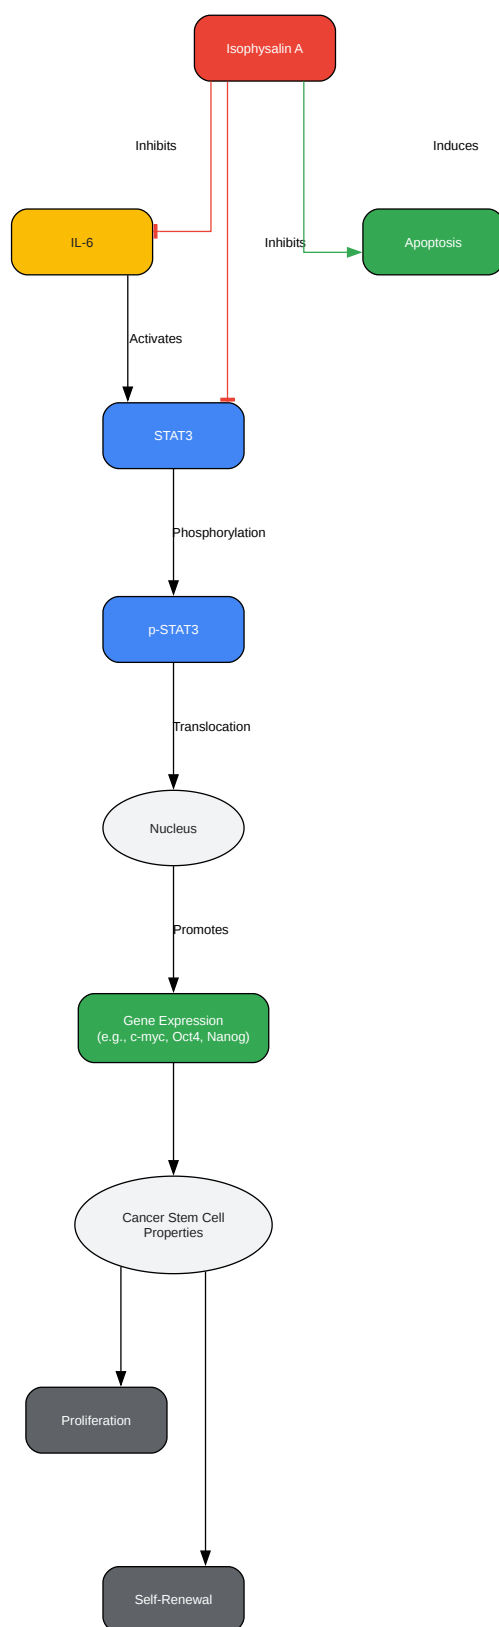 Isophysalin A
Inhibits
Induces
IL-6
Inhibits
Apoptosis
Activates
STAT3
Phosphorylation
p-STAT3
Translocation
Nucleus
Promotes
Gene Expression
(e.g., c-myc, Oct4, Nanog)
Cancer Stem Cell
Properties
Proliferation
Self-Renewal